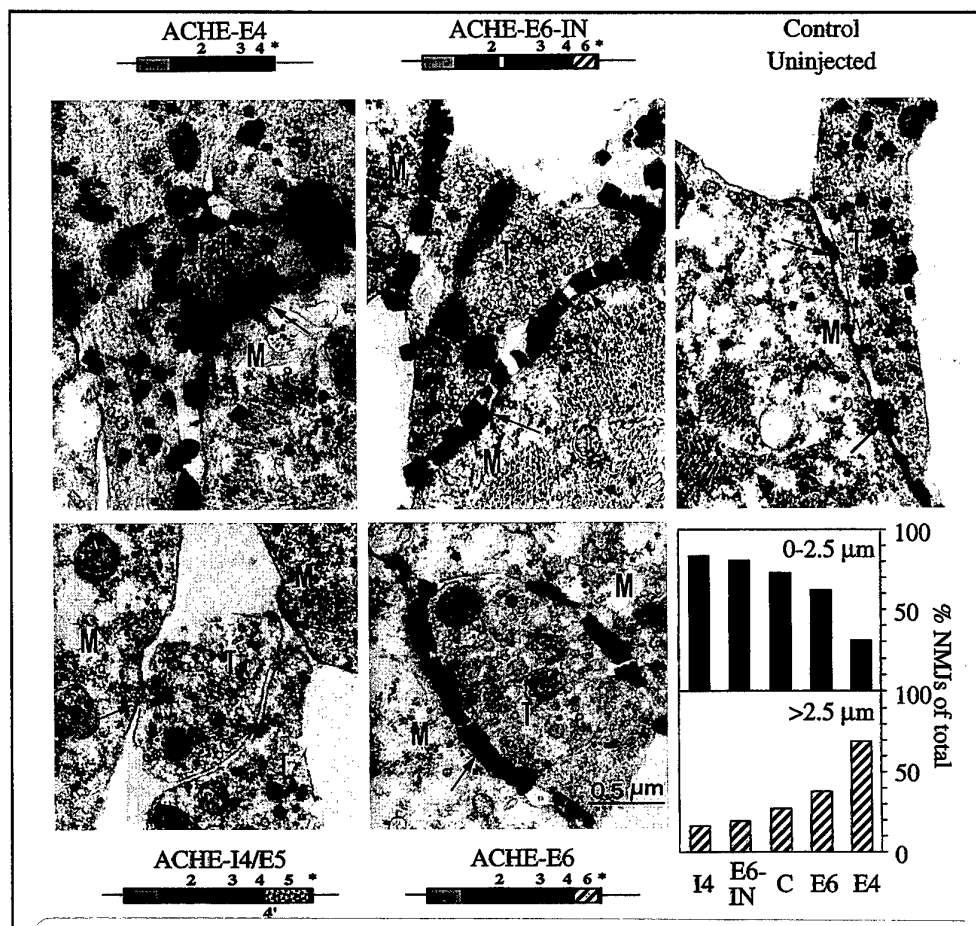 ACHE-E4
2 3 4 *
ACHE-E6-IN
2 3 4 6 *
Control
Uninjected
M
M
M
T
M
T
M
M
M
T
T
M
M
T
0.5 μm
ACHE-I4/E5
2 3 4 5 *
4'
ACHE-E6
2 3 4 6 *
0-2.5 μm
>2.5 μm
100
50
100
50
0
% NMJs of total
I4
E6-
IN
C
E6
E4